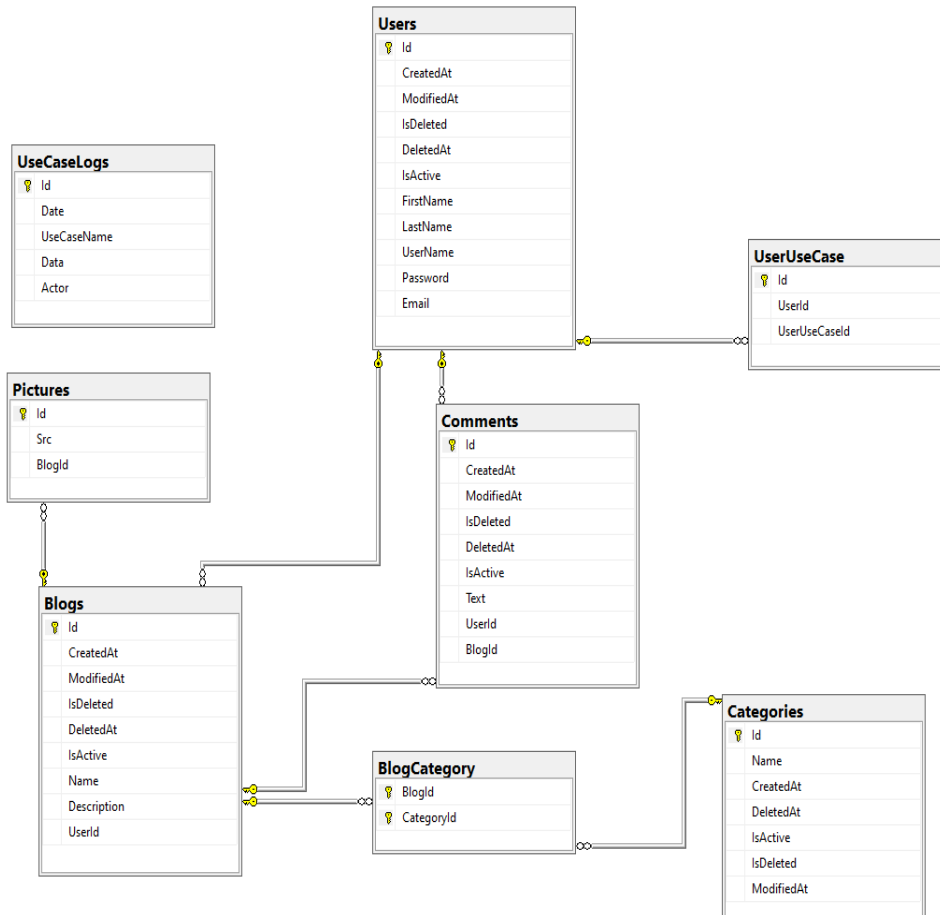 Users
Id
CreatedAt
ModifiedAt
IsDeleted
DeletedAt
IsActive
FirstName
LastName
UserName
Password
Email
UseCaseLogs
Id
Date
UseCaseName
Data
Actor
UserUseCase
Id
UserId
UserUseCaseId
Pictures
Id
Src
BlogId
Comments
Id
CreatedAt
ModifiedAt
IsDeleted
DeletedAt
IsActive
Text
UserId
BlogId
Blogs
Id
CreatedAt
ModifiedAt
IsDeleted
DeletedAt
IsActive
Name
Description
UserId
BlogCategory
BlogId
CategoryId
Categories
Id
Name
CreatedAt
DeletedAt
IsActive
IsDeleted
ModifiedAt